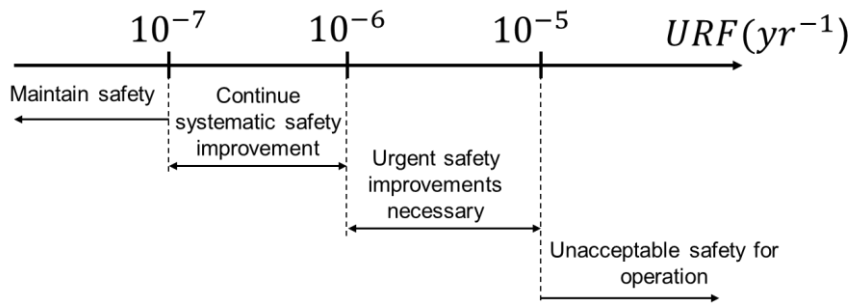 10⁻⁷ 10⁻⁶ 10⁻⁵ URF(yr⁻¹)
Maintain safety
Continue
systematic safety
improvement
Urgent safety
improvements
necessary
Unacceptable safety for
operation